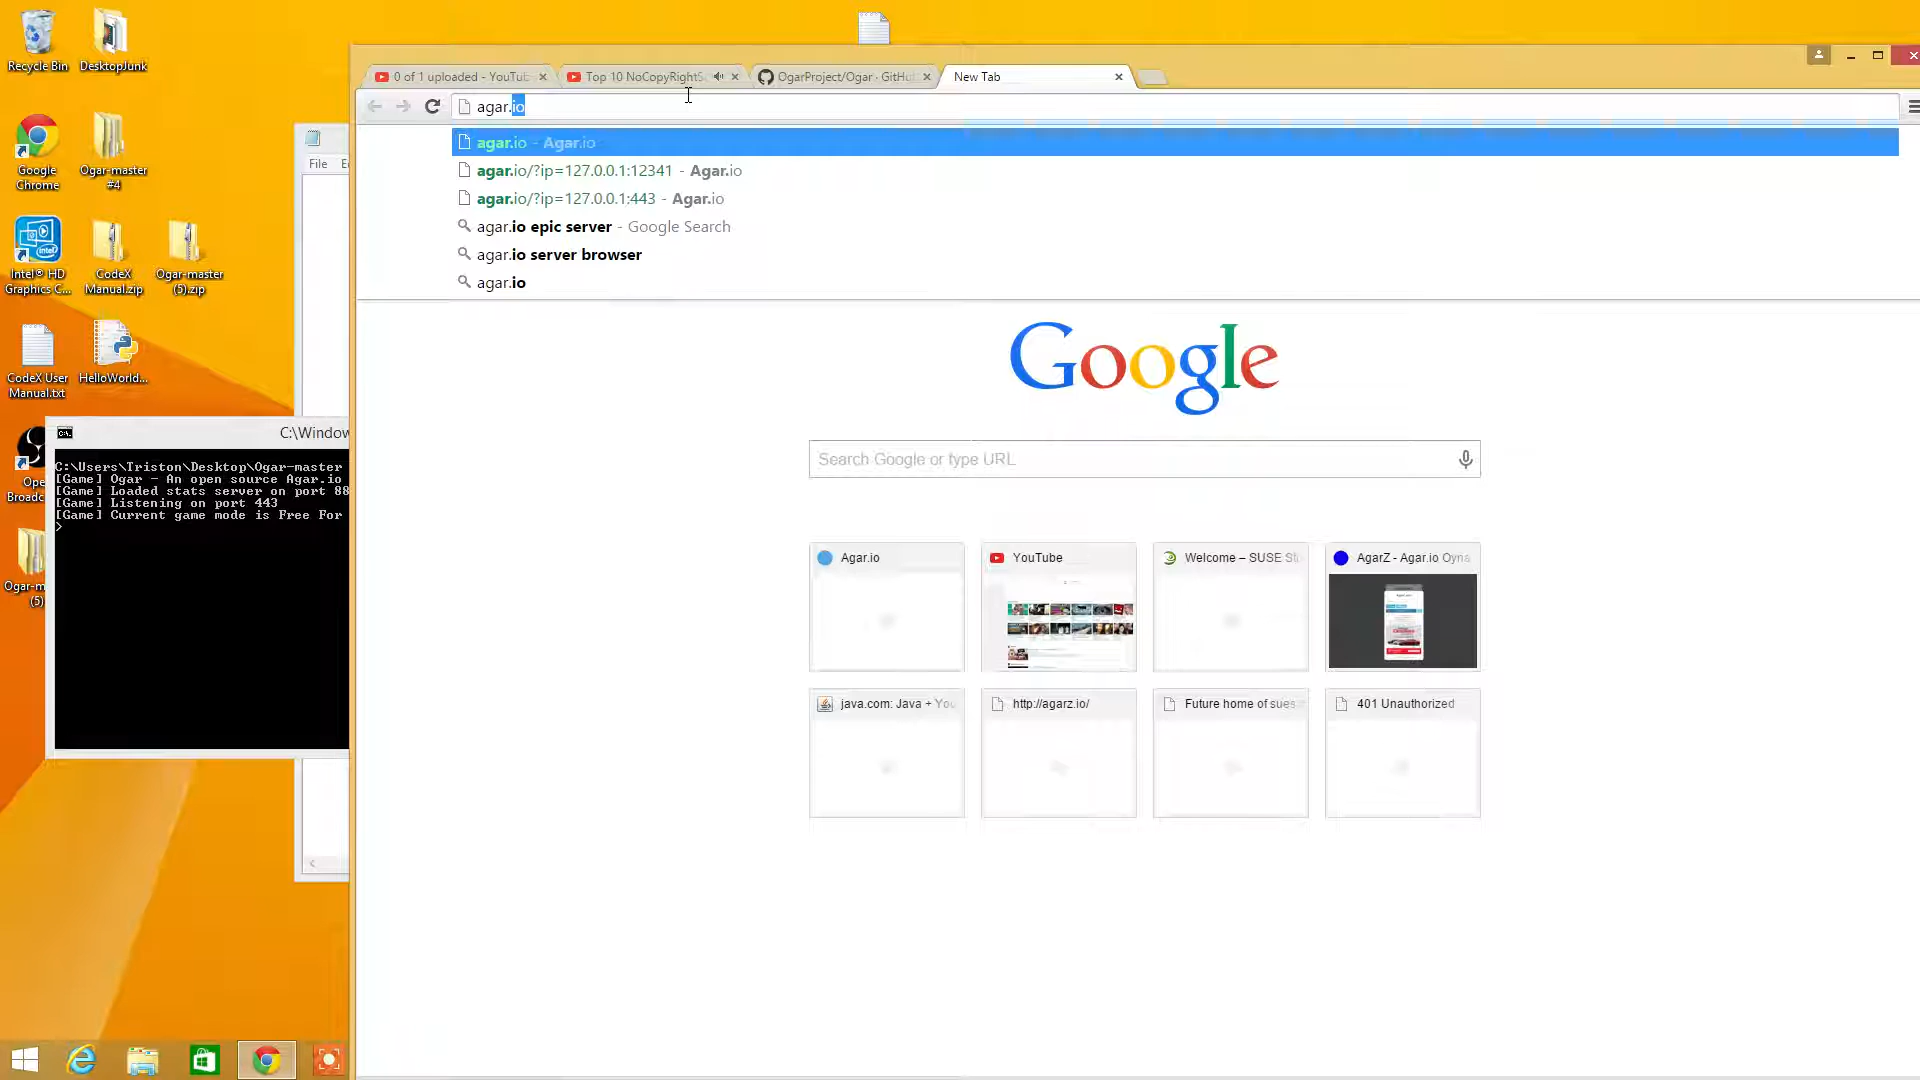 Recycle Bin
DesktopJunk
Google
Chrome
Ogar-master
#4
Intel® HD
Graphics C...
CodeX
Manual.zip
Ogar-master
(5).zip
CodeX User
Manual.txt
HelloWorld...
Ope
Broadc
Ogar-m
(5)
File
C:\Window
C:\Users\Triston\Desktop\Ogar-master
[Game] Ogar - An open source Agar.io
[Game] Loaded stats server on port 88
[Game] Listening on port 443
[Game] Current game mode is Free For
>
0 of 1 uploaded - YouTub
Top 10 NoCopyRightS
OgarProject/Ogar · GitHu
New Tab
agar.io
agar.io - Agar.io
agar.io/?ip=127.0.0.1:12341 - Agar.io
agar.io/?ip=127.0.0.1:443 - Agar.io
agar.io epic server - Google Search
agar.io server browser
agar.io
Google
Search Google or type URL
Agar.io
YouTube
Welcome – SUSE Stu
AgarZ - Agar.io Oyna
java.com: Java + You
http://agarz.io/
Future home of sues.
401 Unauthorized